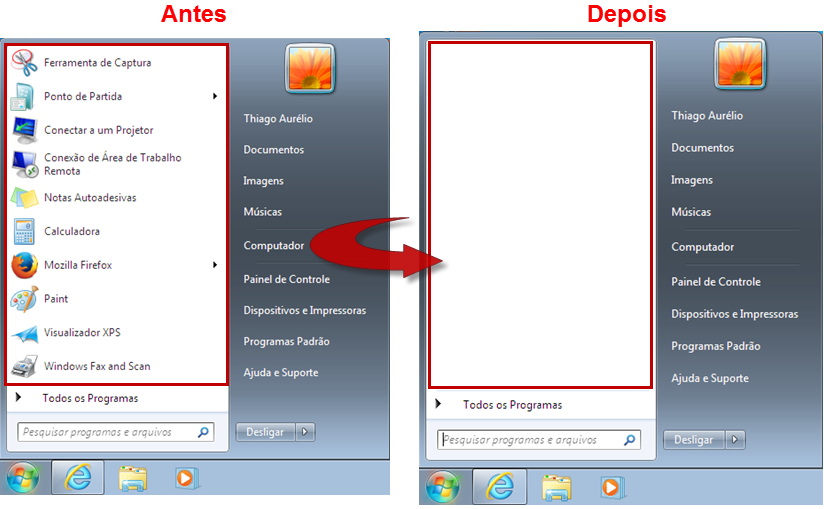 Antes
Depois
Ferramenta de Captura
Ponto de Partida
Conectar a um Projetor
Conexão de Área de Trabalho
Remota
Notas Autoadesivas
Calculadora
Mozilla Firefox
Paint
Visualizador XPS
Windows Fax and Scan
Todos os Programas
Pesquisar programas e arquivos
Thiago Aurélio
Documentos
Imagens
Músicas
Computador
Painel de Controle
Dispositivos e Impressoras
Programas Padrão
Ajuda e Suporte
Desligar
Todos os Programas
Pesquisar programas e arquivos
Thiago Aurélio
Documentos
Imagens
Músicas
Computador
Painel de Controle
Dispositivos e Impressoras
Programas Padrão
Ajuda e Suporte
Desligar